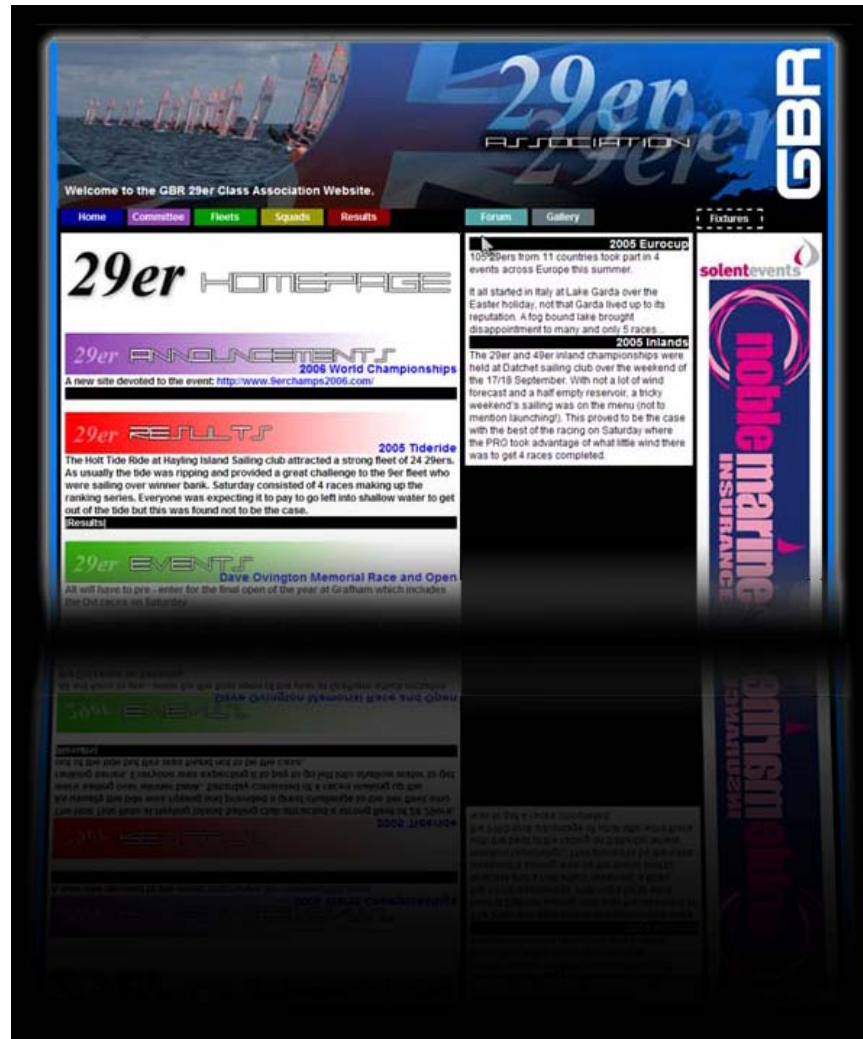 29er
29er
29er
ASSOCIATION
GBR
Welcome to the GBR 29er Class Association Website.
Home
Committee
Fleets
Squads
Results
Forum
Gallery
Fixtures
29er HOMEPAGE
29er ANNOUNCEMENTS
2006 World Championships
A new site devoted to the event: http://www.9erchamps2006.com/
29er RESULTS
2005 Tideride
The Holt Tide Ride at Hayling Island Sailing club attracted a strong fleet of 24 29ers.
As usually the tide was ripping and provided a great challenge to the 9er fleet who
were sailing over winner bank. Saturday consisted of 4 races making up the
ranking series. Everyone was expecting it to pay to go left into shallow water to get
out of the tide but this was found not to be the case.
|Results|
29er EVENTS
Dave Ovington Memorial Race and Open
All will have to pre - enter for the final open of the year at Grafham which includes
the Ovi races on Saturday
2005 Eurocup
105 29ers from 11 countries took part in 4
events across Europe this summer.
It all started in Italy at Lake Garda over the
Easter holiday, not that Garda lived up to its
reputation. A fog bound lake brought
disappointment to many and only 5 races...
2005 Inlands
The 29er and 49er inland championships were
held at Datchet sailing club over the weekend of
the 17/18 September. With not a lot of wind
forecast and a half empty reservoir, a tricky
weekend's sailing was on the menu (not to
mention launching!). This proved to be the case
with the best of the racing on Saturday where
the PRO took advantage of what little wind there
was to get 4 races completed.
solentevents
noblemarine
INSURANCE